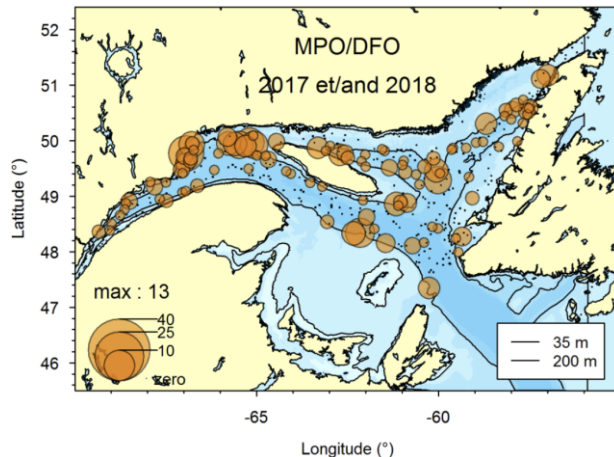 52
51
50
49
48
47
46
Latitude (°)
MPO/DFO
2017 et/and 2018
max : 13
40
25
10
zero
35 m
200 m
-65
-60
Longitude (°)